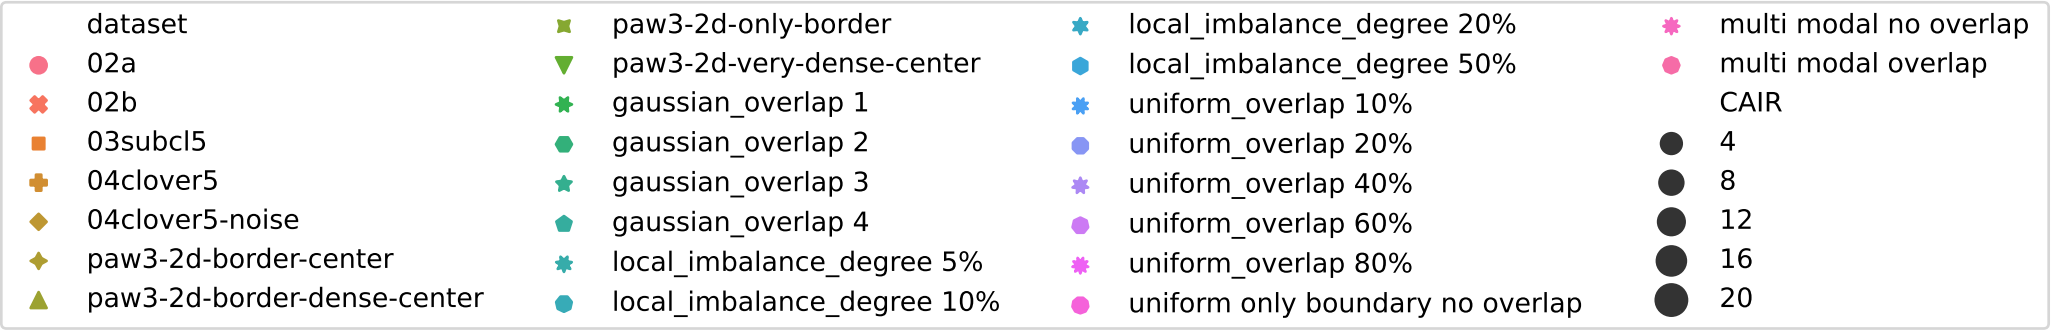 dataset
02a
02b
03subcl5
04clover5
04clover5-noise
paw3-2d-border-center
paw3-2d-border-dense-center
paw3-2d-only-border
paw3-2d-very-dense-center
gaussian_overlap 1
gaussian_overlap 2
gaussian_overlap 3
gaussian_overlap 4
local_imbalance_degree 5%
local_imbalance_degree 10%
local_imbalance_degree 20%
local_imbalance_degree 50%
uniform_overlap 10%
uniform_overlap 20%
uniform_overlap 40%
uniform_overlap 60%
uniform_overlap 80%
uniform only boundary no overlap
multi modal no overlap
multi modal overlap
CAIR
4
8
12
16
20